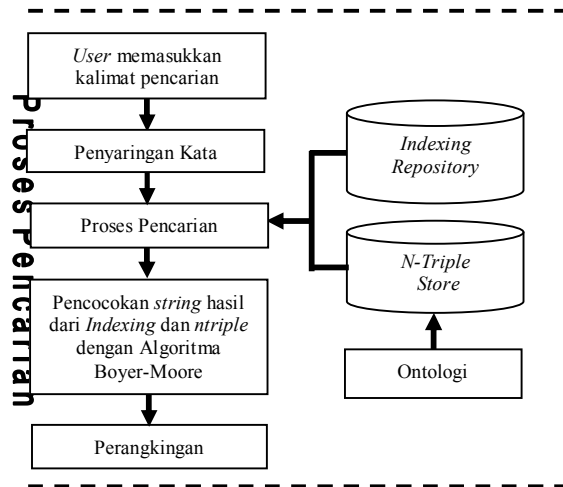 Proses Pencarian
User memasukkan
kalimat pencarian
Penyaringan Kata
Proses Pencarian
Pencocokan string hasil
dari Indexing dan ntriple
dengan Algoritma
Boyer-Moore
Perangkingan
Indexing
Repository
N-Triple
Store
Ontologi